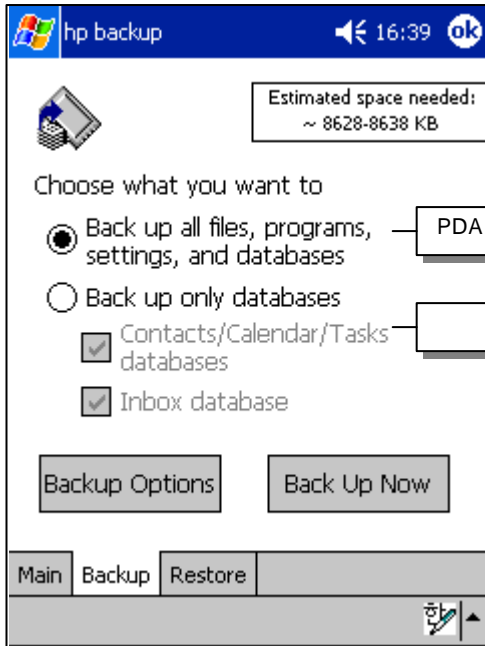 hp backup 16:39 ok
Estimated space needed:
~ 8628-8638 KB
Choose what you want to
Back up all files, programs,
settings, and databases
PDA
Back up only databases
Contacts/Calendar/Tasks
databases
Inbox database
Backup Options Back Up Now
Main Backup Restore
한